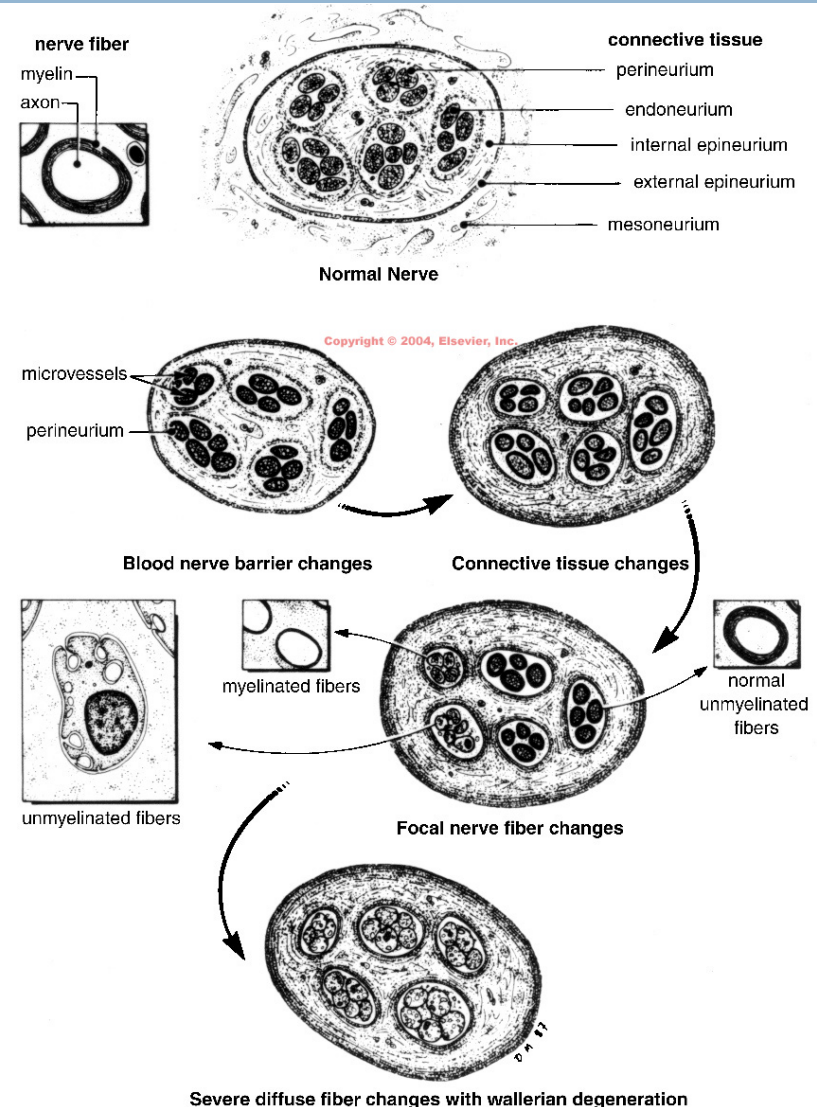 nerve fiber
myelin
axon
connective tissue
perineurium
endoneurium
internal epineurium
external epineurium
mesoneurium
Normal Nerve
Copyright © 2004, Elsevier, Inc.
microvessels
perineurium
Blood nerve barrier changes
Connective tissue changes
myelinated fibers
normal
unmyelinated
fibers
unmyelinated fibers
Focal nerve fiber changes
DM 87
Severe diffuse fiber changes with wallerian degeneration